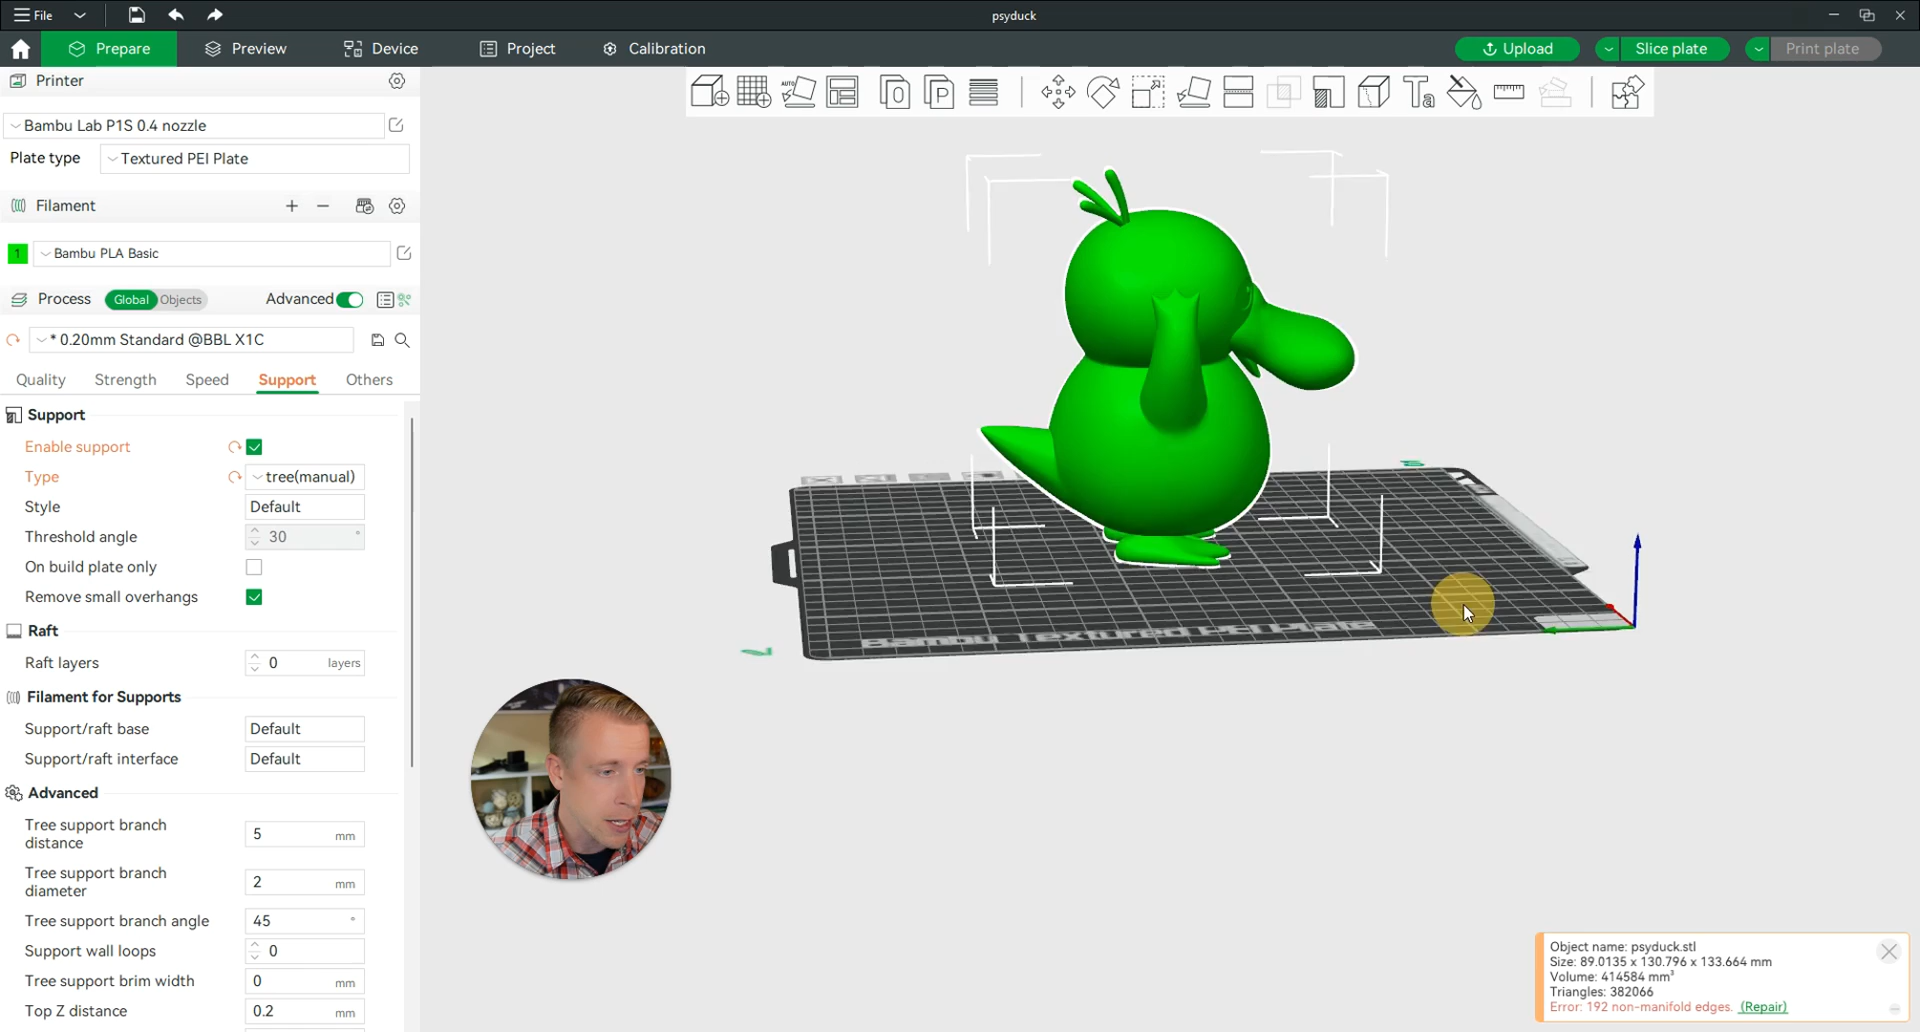 File
psyduck
Prepare
Preview
Device
Project
Calibration
Upload
Slice plate
Print plate
Printer
Bambu Lab P1S 0.4 nozzle
Plate type
Textured PEI Plate
Filament
1
Bambu PLA Basic
Process
Global
Objects
Advanced
* 0.20mm Standard @BBL X1C
Quality
Strength
Speed
Support
Others
Support
Enable support
Type
tree(manual)
Style
Default
Threshold angle
30 °
On build plate only
Remove small overhangs
Raft
Raft layers
0 layers
Filament for Supports
Support/raft base
Default
Support/raft interface
Default
Advanced
Tree support branch
distance
5 mm
Tree support branch
diameter
2 mm
Tree support branch angle
45 °
Support wall loops
0
Tree support brim width
0 mm
Top Z distance
0.2 mm
AUTO
0
P
Ta
Bambu Textured PEI Plate
Object name: psyduck.stl
Size: 89.0135 x 130.796 x 133.664 mm
Volume: 414584 mm³
Triangles: 382066
Error: 192 non-manifold edges. (Repair)